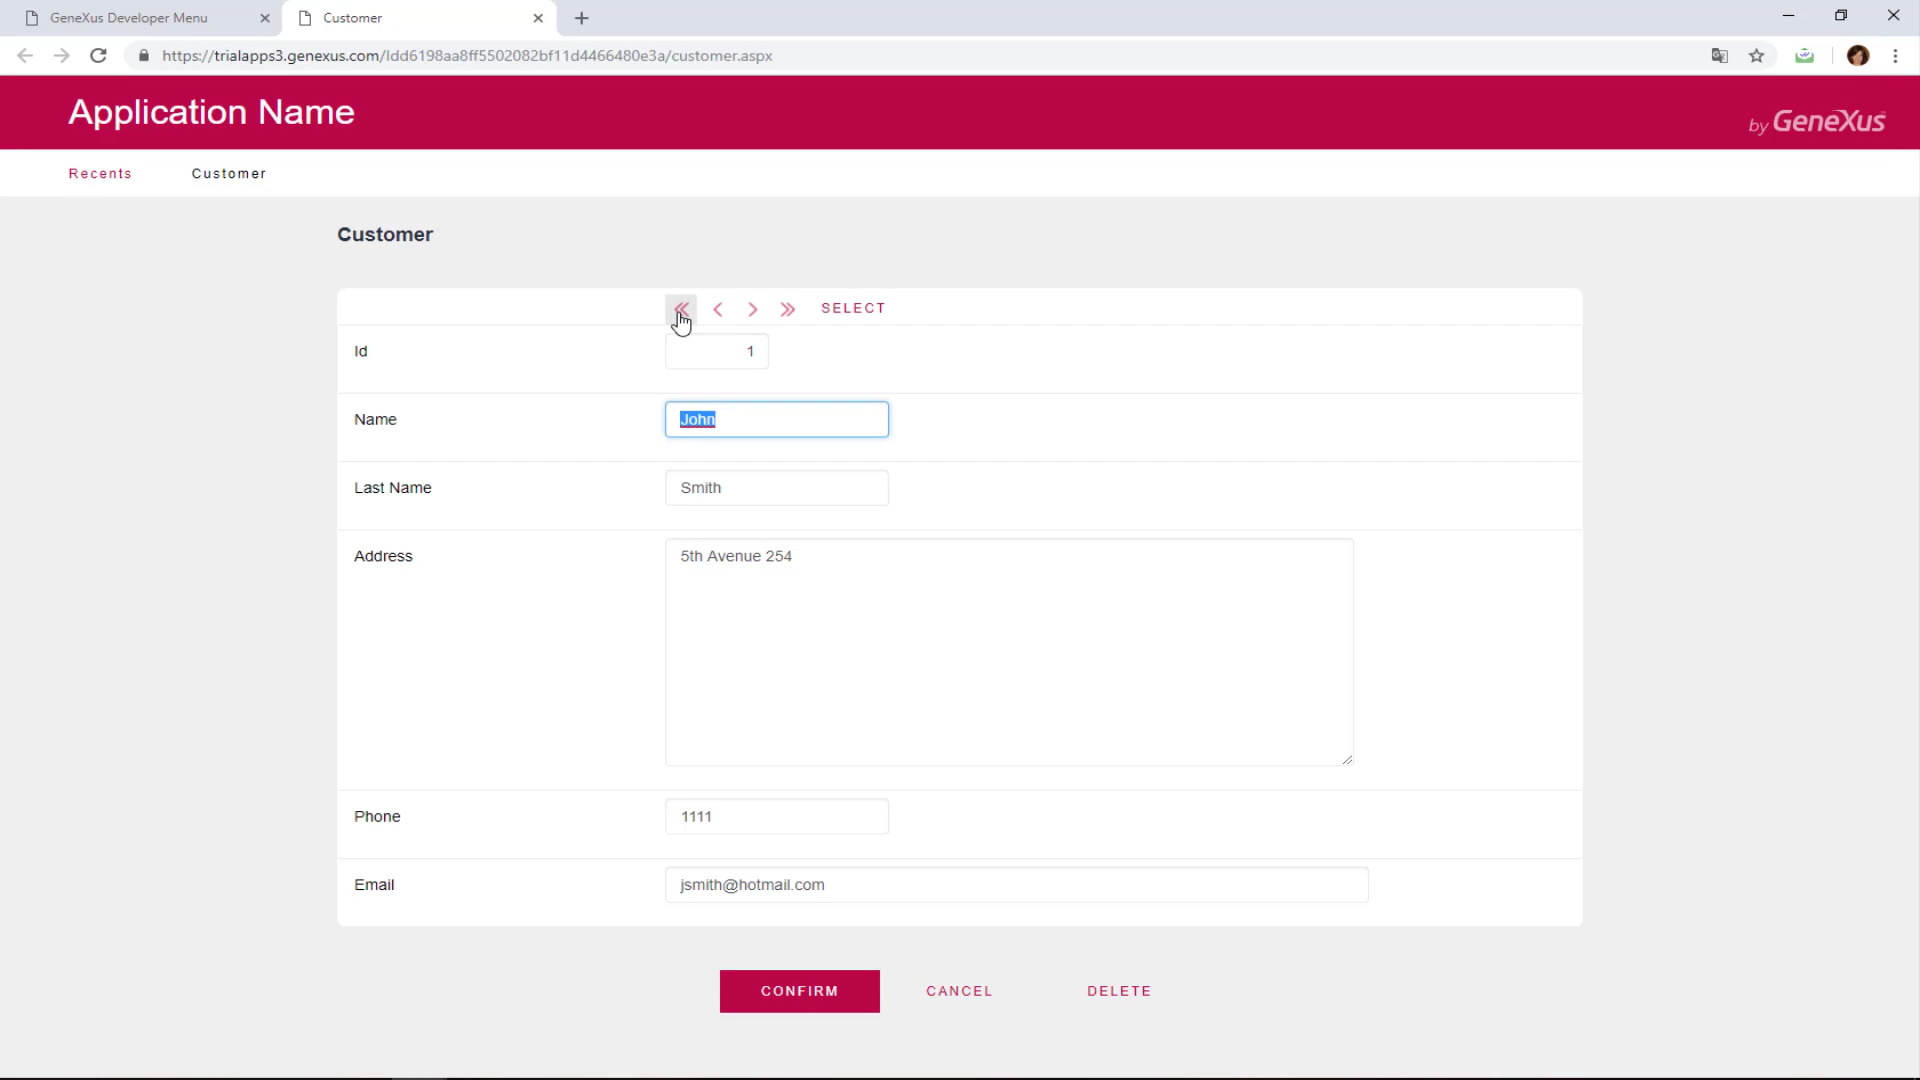 GeneXus Developer Menu
Customer
https://trialapps3.genexus.com/Idd6198aa8ff5502082bf11d4466480e3a/customer.aspx
Application Name
by GeneXus
Recents
Customer
Customer
SELECT
Id
1
Name
John
Last Name
Smith
Address
5th Avenue 254
Phone
1111
Email
jsmith@hotmail.com
CONFIRM
CANCEL
DELETE